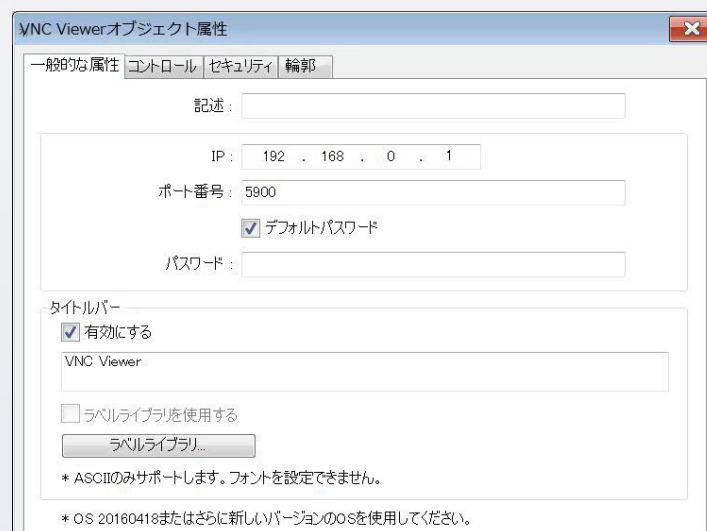 VNC Viewerオブジェクト属性
一般的な属性 コントロール セキュリティ 輪郭
記述 :
IP : 192 . 168 . 0 . 1
ポート番号 : 5900
デフォルトパスワード
パスワード :
タイトルバー
有効にする
VNC Viewer
ラベルライブラリを使用する
ラベルライブラリ...
* ASCIIのみサポートします。フォントを設定できません。
* OS 20160418またはさらに新しいバージョンのOSを使用してください。